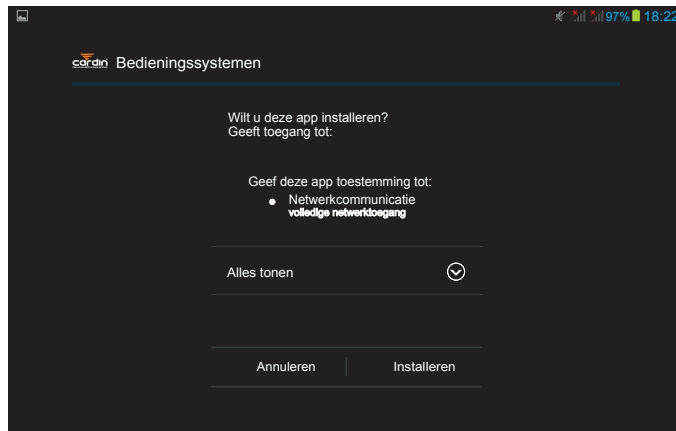 97% 18:22
cardin Bedieningssystemen
Wilt u deze app installeren?
Geeft toegang tot:
Geef deze app toestemming tot:
● Netwerkcommunicatie
volledige netwerktoegang
Alles tonen
Annuleren
Installeren